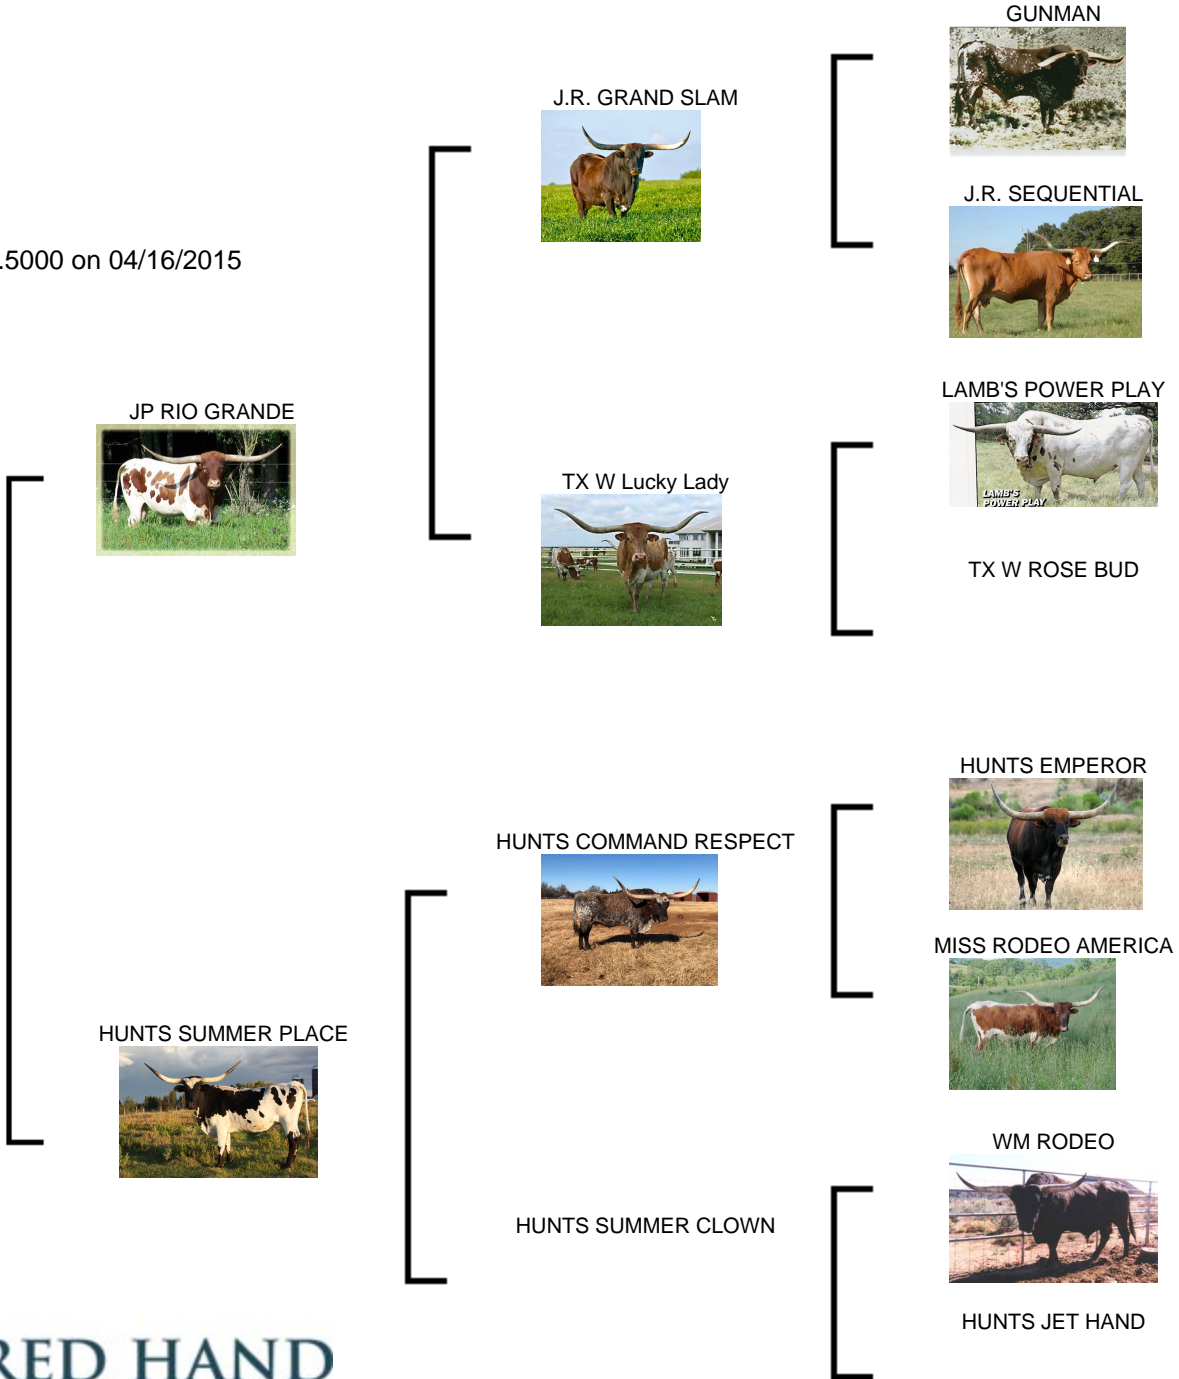 GUNMAN
J.R. GRAND SLAM
J.R. SEQUENTIAL
.5000 on 04/16/2015
LAMB'S POWER PLAY
JP RIO GRANDE
TX W Lucky Lady
LAMB'S
POWER PLAY
TX W ROSE BUD
HUNTS EMPEROR
HUNTS COMMAND RESPECT
MISS RODEO AMERICA
HUNTS SUMMER PLACE
WM RODEO
HUNTS SUMMER CLOWN
HUNTS JET HAND
RED HAND